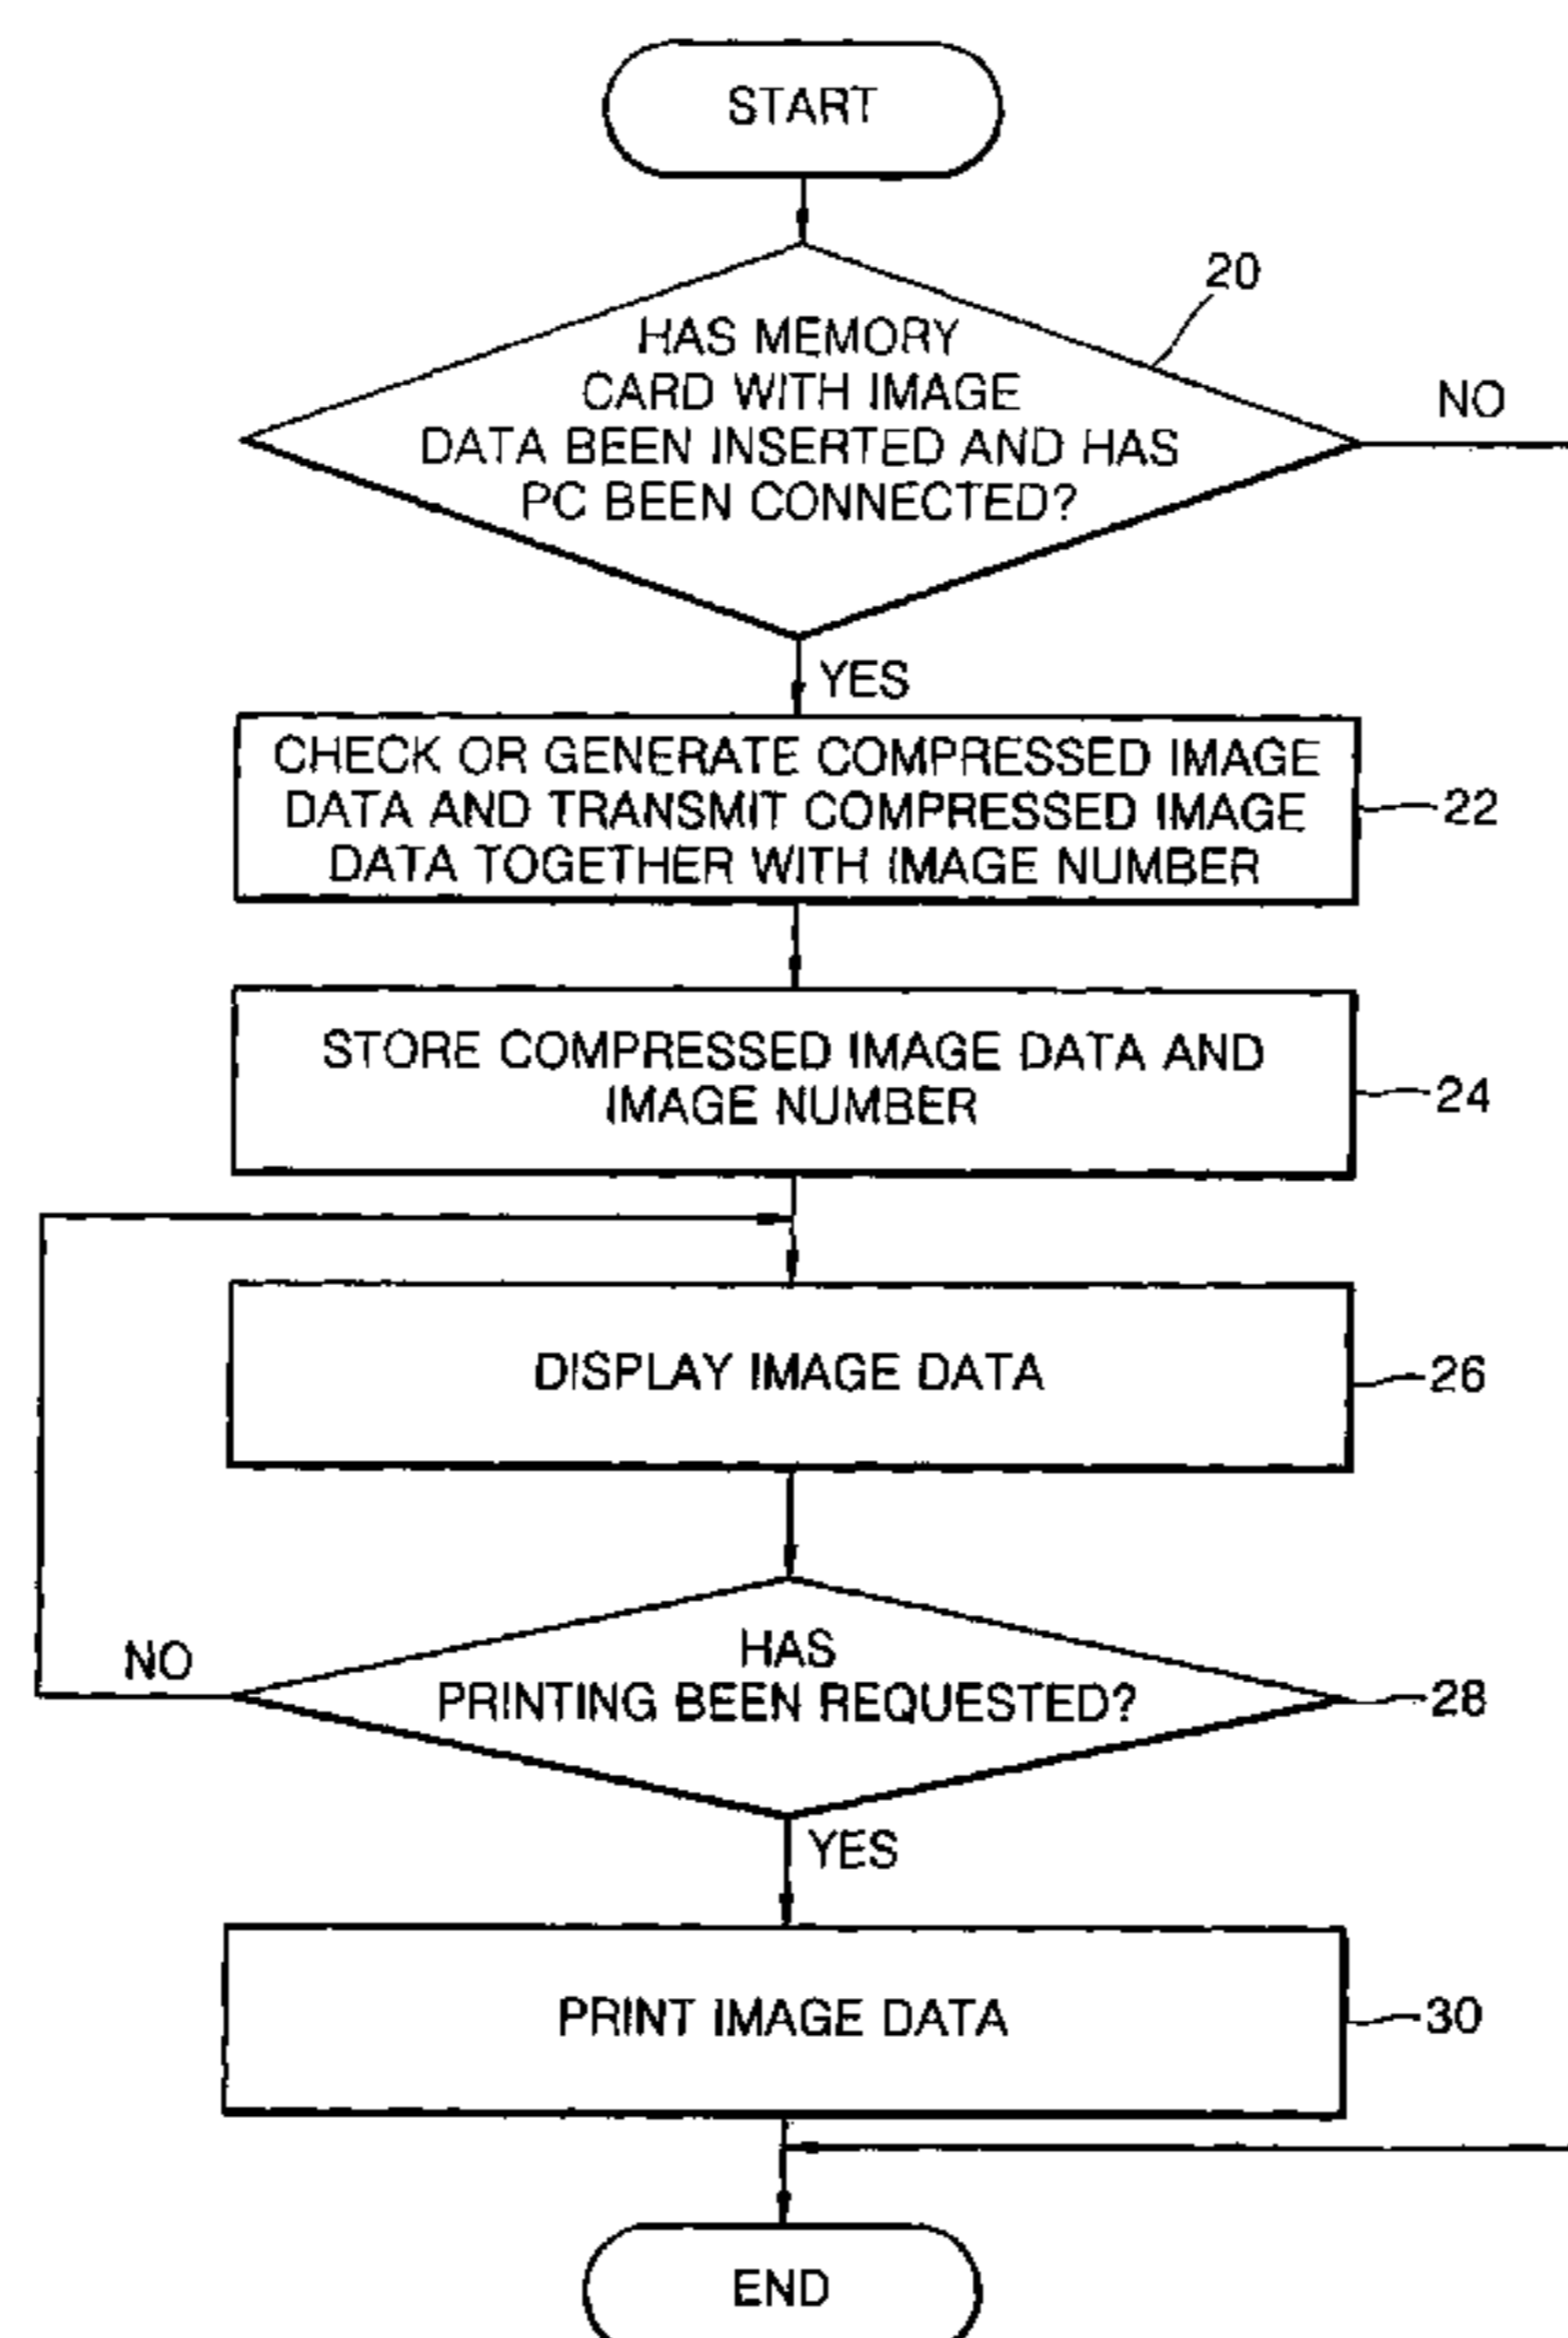 START
20
HAS MEMORY
CARD WITH IMAGE
DATA BEEN INSERTED AND HAS
PC BEEN CONNECTED?
NO
YES
CHECK OR GENERATE COMPRESSED IMAGE
DATA AND TRANSMIT COMPRESSED IMAGE
DATA TOGETHER WITH IMAGE NUMBER
22
STORE COMPRESSED IMAGE DATA AND
IMAGE NUMBER
24
DISPLAY IMAGE DATA
26
NO
HAS
PRINTING BEEN REQUESTED?
28
YES
PRINT IMAGE DATA
30
END